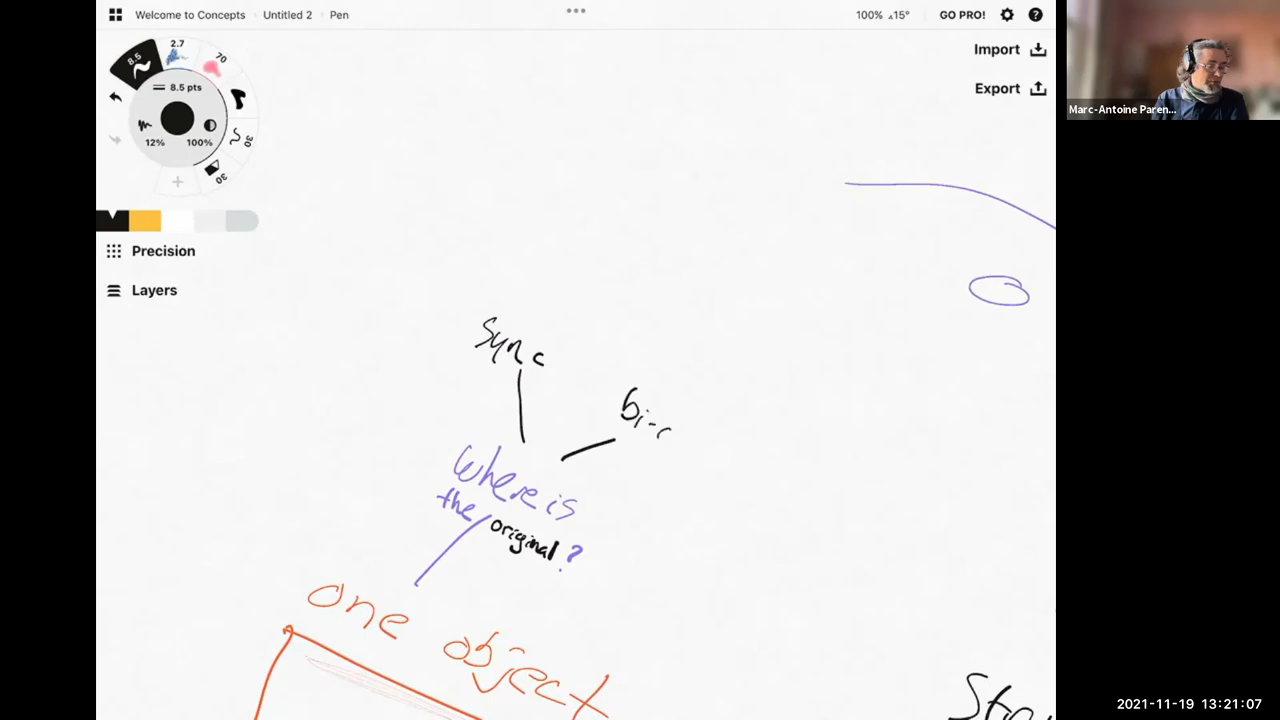 Welcome to Concepts Untitled 2 Pen
100% 15° GO PRO!
Import
Export
2.7
8.5
70
8.5 pts
12% 100%
30
30
Precision
Layers
Marc-Antoine Paren...
sync
bi-
where is
the original?
one object
2021-11-19 13:21:07